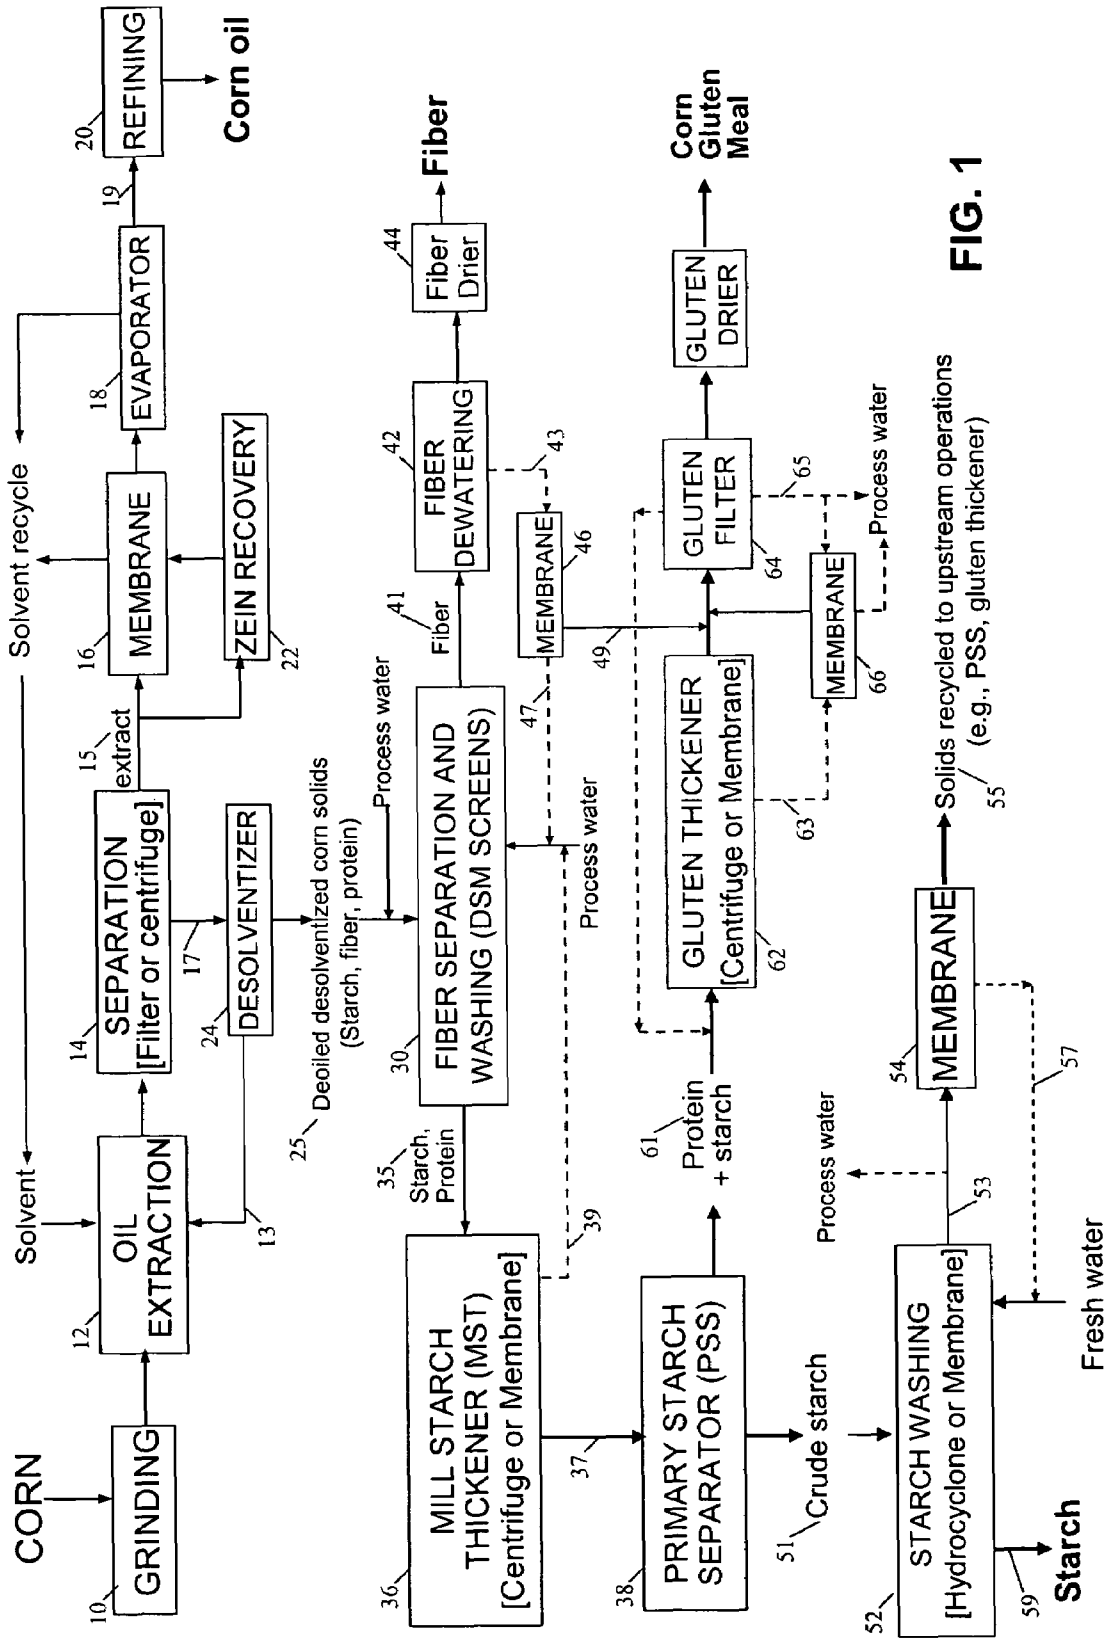 CORN
GRINDING
10
Solvent
Solvent recycle
OIL
EXTRACTION
12
13
SEPARATION
[Filter or centrifuge]
14
15
extract
17
MEMBRANE
16
EVAPORATOR
18
19
REFINING
20
Corn oil
ZEIN RECOVERY
22
DESOLVENTIZER
24
25
Deoiled desolventized corn solids
(Starch, fiber, protein)
Process water
FIBER SEPARATION AND
WASHING (DSM SCREENS)
30
41
Fiber
FIBER
DEWATERING
42
43
Fiber
Drier
44
Fiber
MEMBRANE
46
47
49
Process water
35
Starch,
Protein
MILL STARCH
THICKENER (MST)
[Centrifuge or Membrane]
36
39
37
PRIMARY STARCH
SEPARATOR (PSS)
38
61
Protein
+ starch
GLUTEN THICKENER
[Centrifuge or Membrane]
62
63
GLUTEN
FILTER
64
65
GLUTEN
DRIER
Corn
Gluten
Meal
MEMBRANE
66
Process water
51
Crude starch
STARCH WASHING
[Hydrocyclone or Membrane]
52
53
Process water
MEMBRANE
54
55
Solids recycled to upstream operations
(e.g., PSS, gluten thickener)
57
Fresh water
59
Starch
FIG. 1